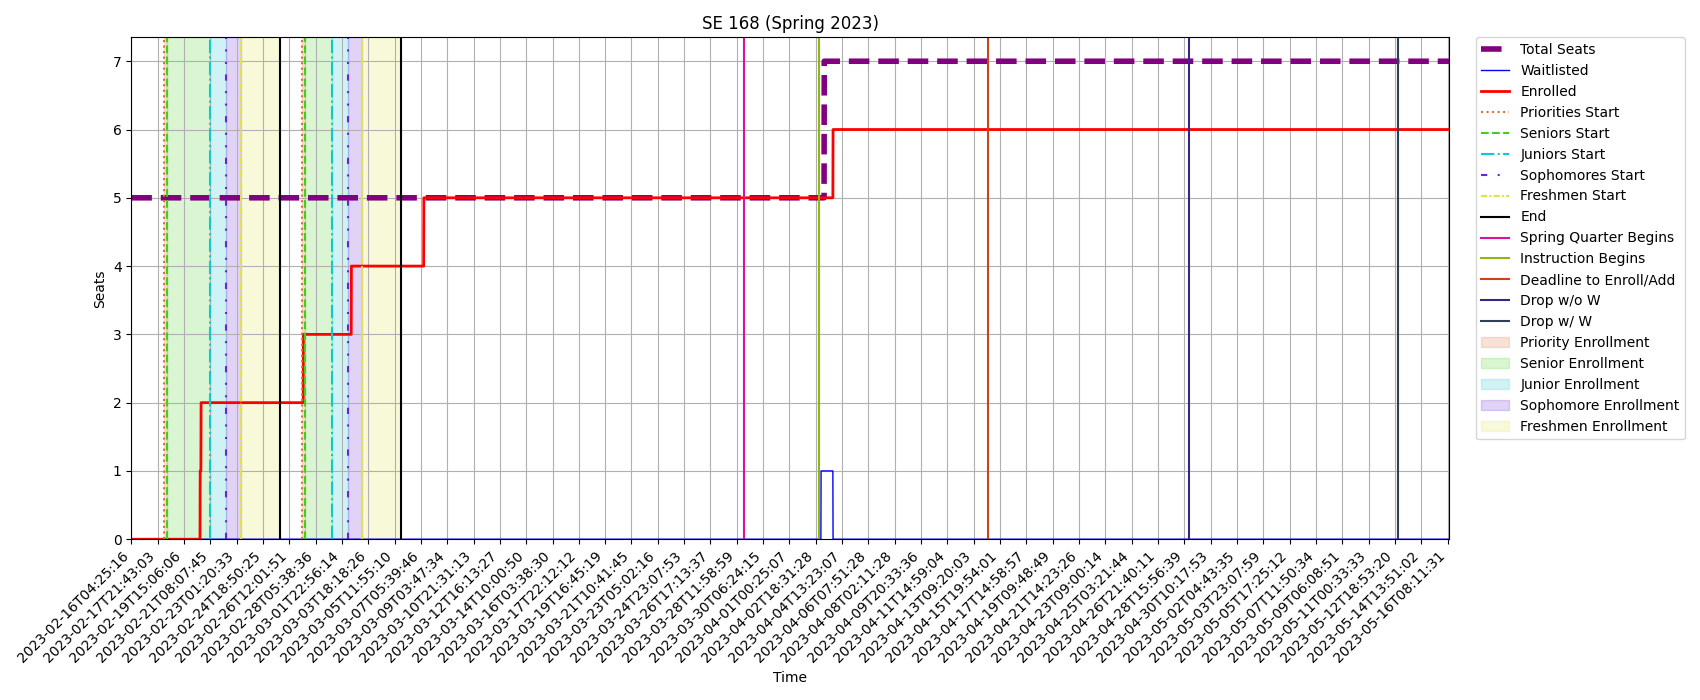 SE 168 (Spring 2023)
Seats
7
6
5
4
3
2
1
0
2023-02-16T04:25:16
2023-02-17T21:43:03
2023-02-19T15:06:06
2023-02-21T08:07:45
2023-02-23T01:20:33
2023-02-24T18:50:25
2023-02-26T12:01:51
2023-02-28T05:38:36
2023-03-01T22:56:14
2023-03-03T18:18:26
2023-03-05T11:55:10
2023-03-07T05:39:46
2023-03-09T03:47:34
2023-03-10T21:31:13
2023-03-12T16:13:27
2023-03-14T10:00:50
2023-03-16T03:38:30
2023-03-17T22:12:12
2023-03-19T16:45:19
2023-03-21T10:41:45
2023-03-23T05:02:16
2023-03-24T23:07:53
2023-03-26T17:13:37
2023-03-28T11:58:59
2023-03-30T06:24:15
2023-04-01T00:25:07
2023-04-02T18:31:28
2023-04-04T13:23:07
2023-04-06T07:51:28
2023-04-08T02:11:28
2023-04-09T20:33:36
2023-04-11T14:59:04
2023-04-13T09:20:03
2023-04-15T19:54:01
2023-04-17T14:58:57
2023-04-19T09:48:49
2023-04-21T14:23:26
2023-04-23T09:00:14
2023-04-25T03:21:44
2023-04-26T21:40:11
2023-04-28T15:56:39
2023-04-30T10:17:53
2023-05-02T04:43:35
2023-05-03T23:07:59
2023-05-05T17:25:12
2023-05-07T11:50:34
2023-05-09T06:08:51
2023-05-11T00:33:33
2023-05-12T18:53:20
2023-05-14T13:51:02
2023-05-16T08:11:31
Time
Total Seats
Waitlisted
Enrolled
Priorities Start
Seniors Start
Juniors Start
Sophomores Start
Freshmen Start
End
Spring Quarter Begins
Instruction Begins
Deadline to Enroll/Add
Drop w/o W
Drop w/ W
Priority Enrollment
Senior Enrollment
Junior Enrollment
Sophomore Enrollment
Freshmen Enrollment